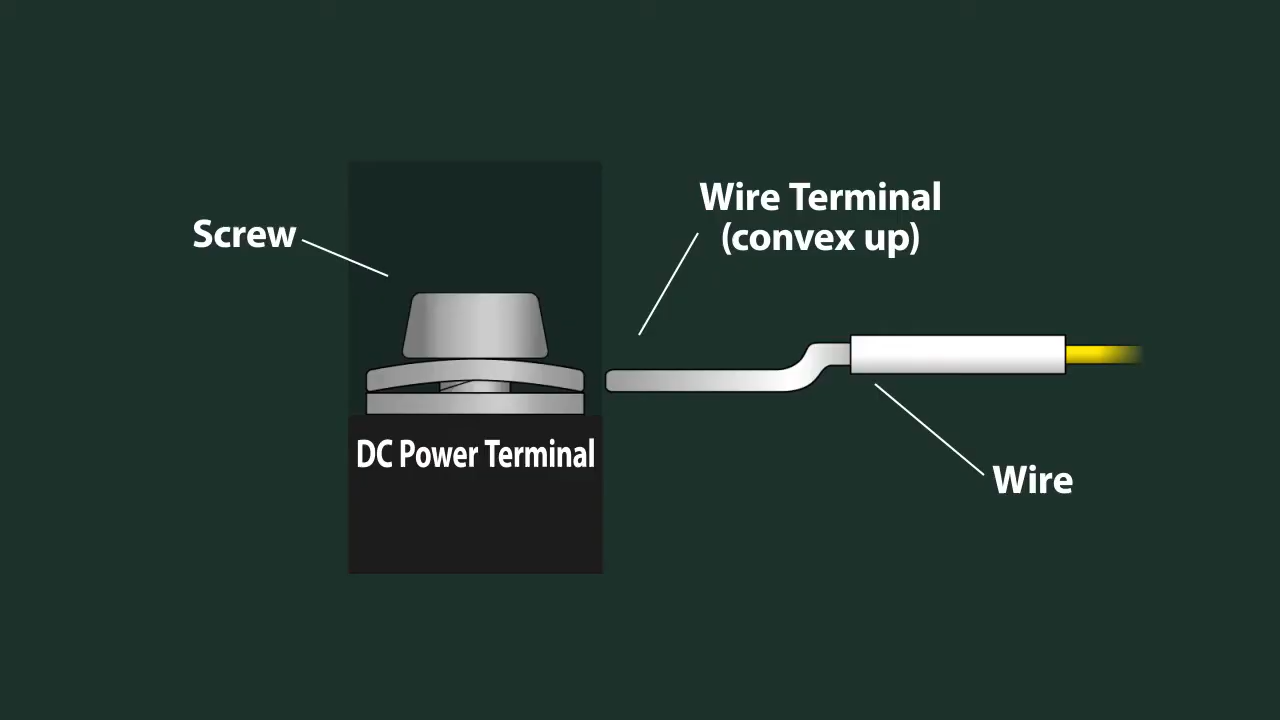 Wire Terminal
(convex up)
Screw
DC Power Terminal
Wire